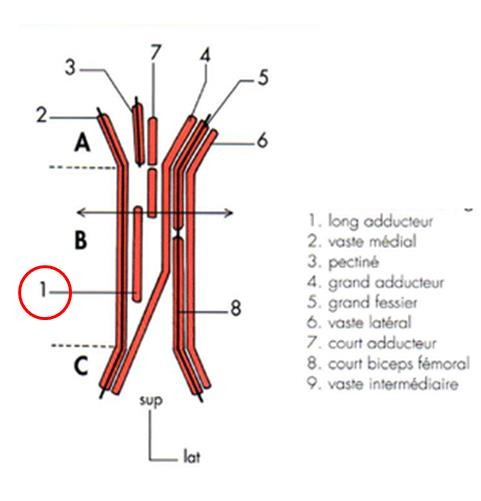 7
4
3
5
2
A
6
B
1
8
C
sup
lat
1. long adducteur
2. vaste médial
3. pectiné
4. grand adducteur
5. grand fessier
6. vaste latéral
7. court adducteur
8. court biceps fémoral
9. vaste intermédiaire